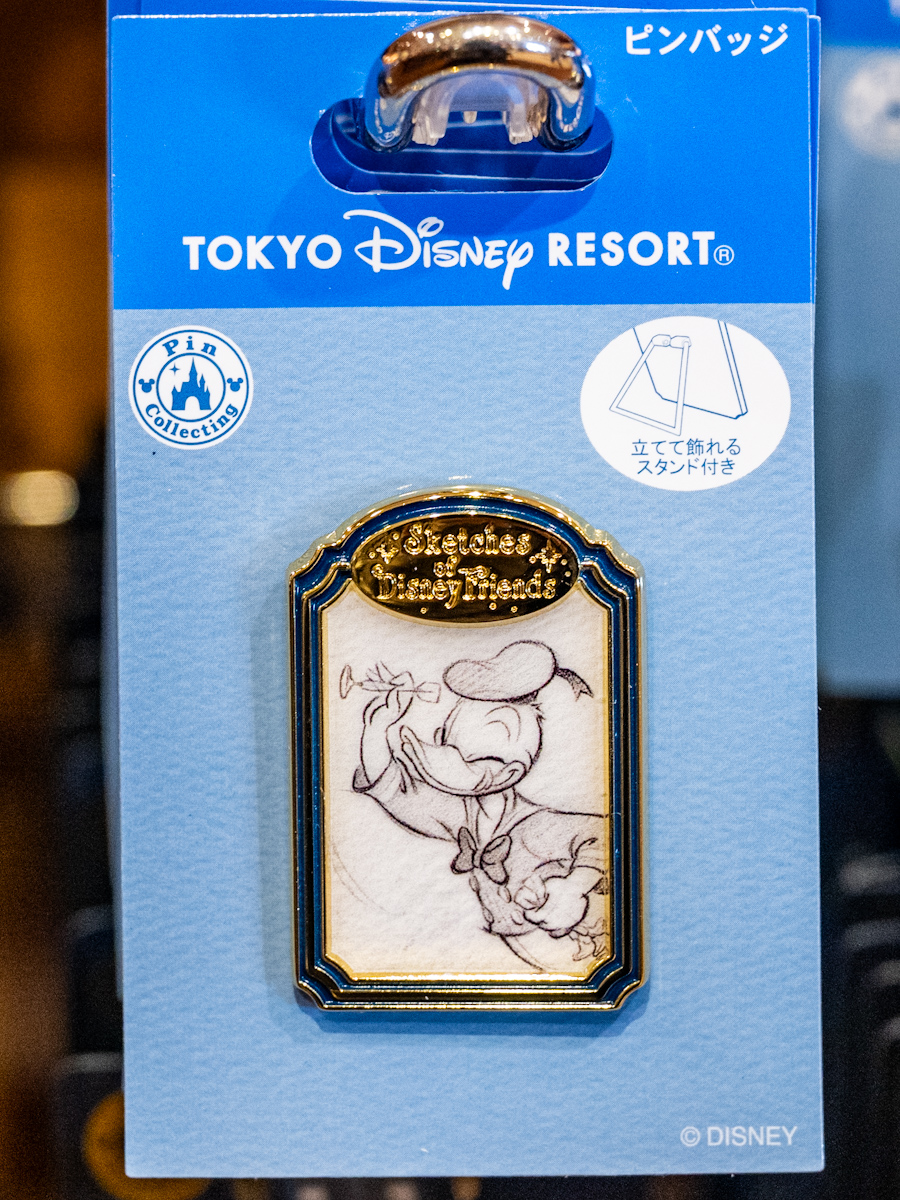 ピンバッジ
TOKYO Disney RESORT®
Pin
Collecting
立てて飾れる
スタンド付き
Sketches
of
Disney Friends
© DISNEY